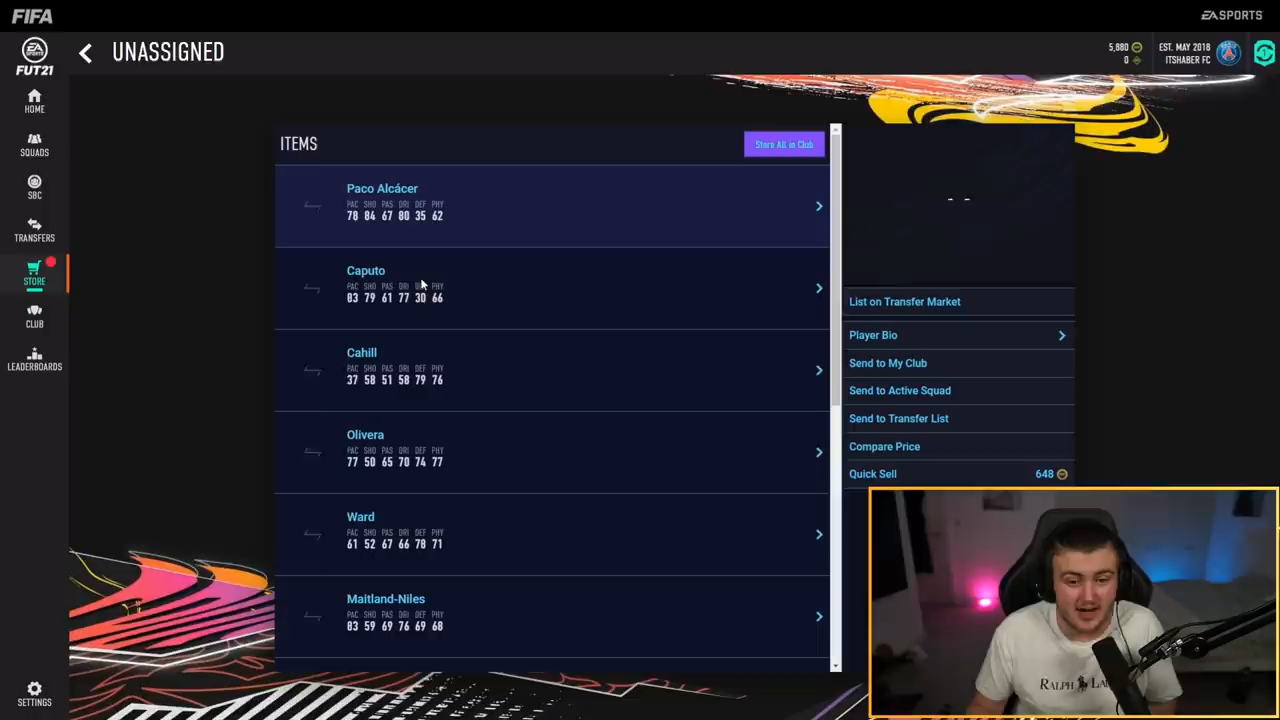 FIFA
EA SPORTS
EA SPORTS
FUT21
UNASSIGNED
5,880
0
EST. MAY 2018
ITSHABER FC
HOME
SQUADS
SBC
TRANSFERS
STORE
CLUB
LEADERBOARDS
SETTINGS
ITEMS
Store All in Club
Paco Alcácer
PAC SHO PAS DRI DEF PHY
78 84 67 80 35 62
Caputo
PAC SHO PAS DRI PHY
83 79 61 77 30 66
Cahill
PAC SHO PAS DRI DEF PHY
37 58 51 58 79 76
Olivera
PAC SHO PAS DRI DEF PHY
77 50 65 70 74 77
Ward
PAC SHO PAS DRI DEF PHY
61 52 67 66 78 71
Maitland-Niles
PAC SHO PAS DRI DEF PHY
83 59 69 76 69 68
- -
List on Transfer Market
Player Bio
Send to My Club
Send to Active Squad
Send to Transfer List
Compare Price
Quick Sell 648